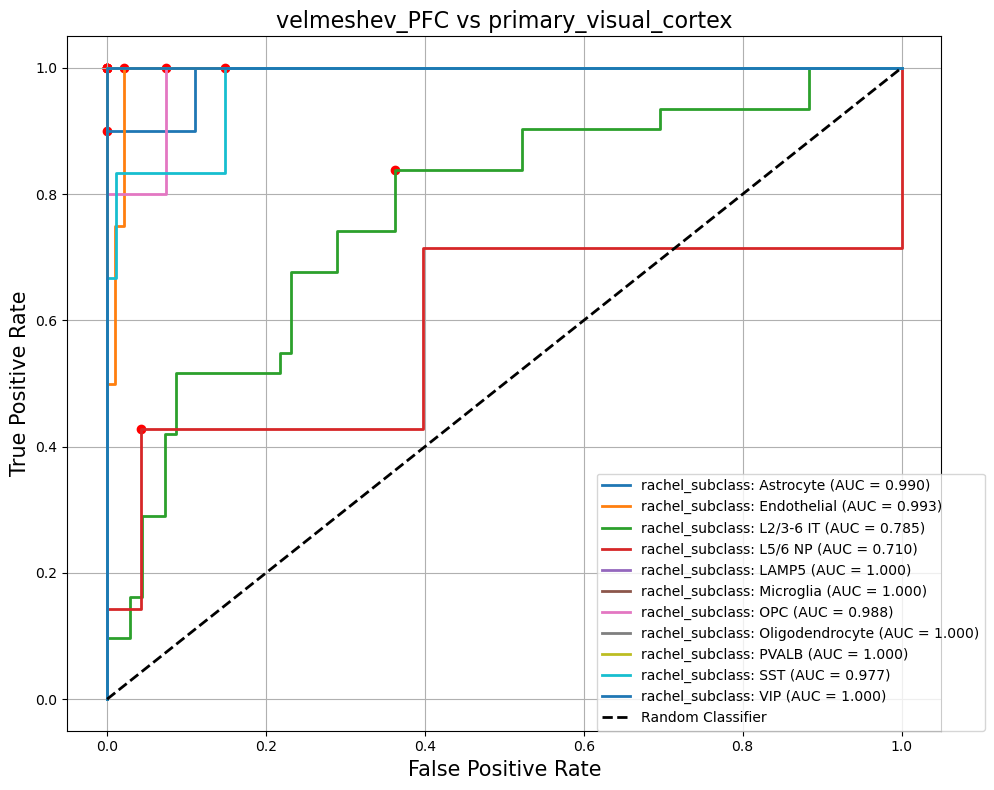 velmeshev_PFC vs primary_visual_cortex
True Positive Rate
1.0
0.8
0.6
0.4
0.2
0.0
rachel_subclass: Astrocyte (AUC = 0.990)
rachel_subclass: Endothelial (AUC = 0.993)
rachel_subclass: L2/3-6 IT (AUC = 0.785)
rachel_subclass: L5/6 NP (AUC = 0.710)
rachel_subclass: LAMP5 (AUC = 1.000)
rachel_subclass: Microglia (AUC = 1.000)
rachel_subclass: OPC (AUC = 0.988)
rachel_subclass: Oligodendrocyte (AUC = 1.000)
rachel_subclass: PVALB (AUC = 1.000)
rachel_subclass: SST (AUC = 0.977)
rachel_subclass: VIP (AUC = 1.000)
Random Classifier
0.0 0.2 0.4 0.6 0.8 1.0
False Positive Rate